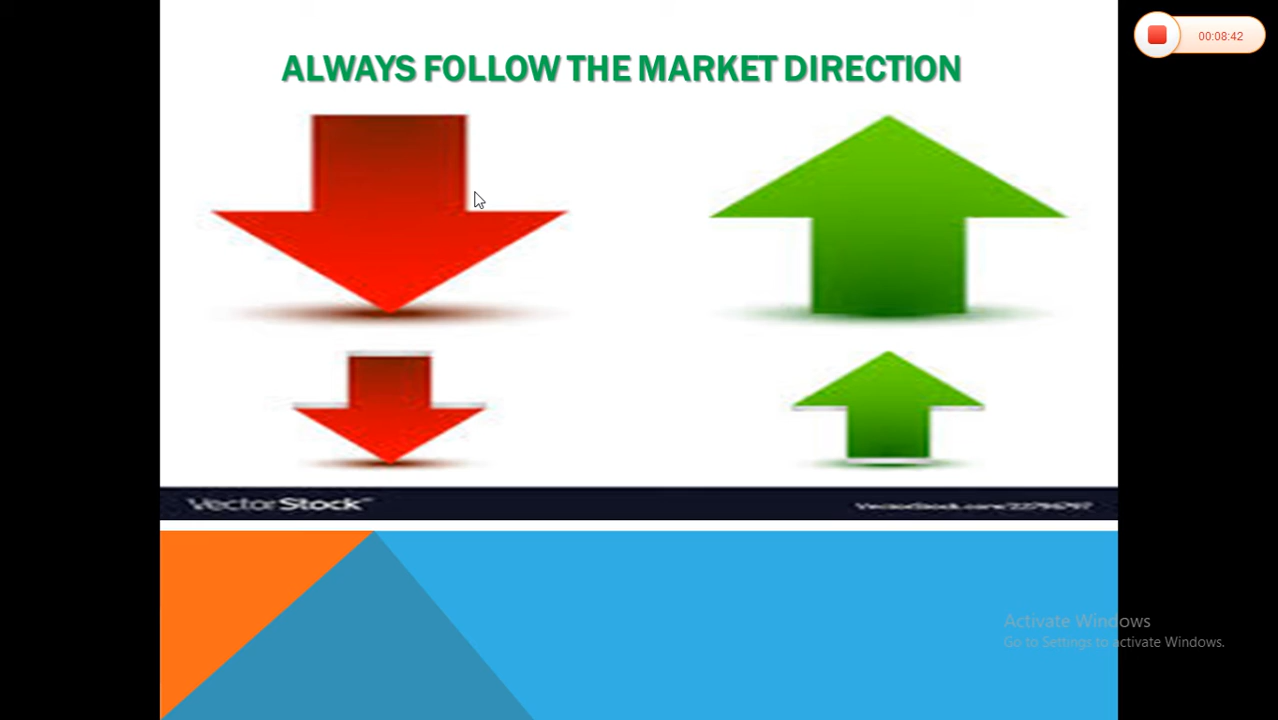 00:08:42
ALWAYS FOLLOW THE MARKET DIRECTION
VectorStock
Activate Windows
Go to Settings to activate Windows.